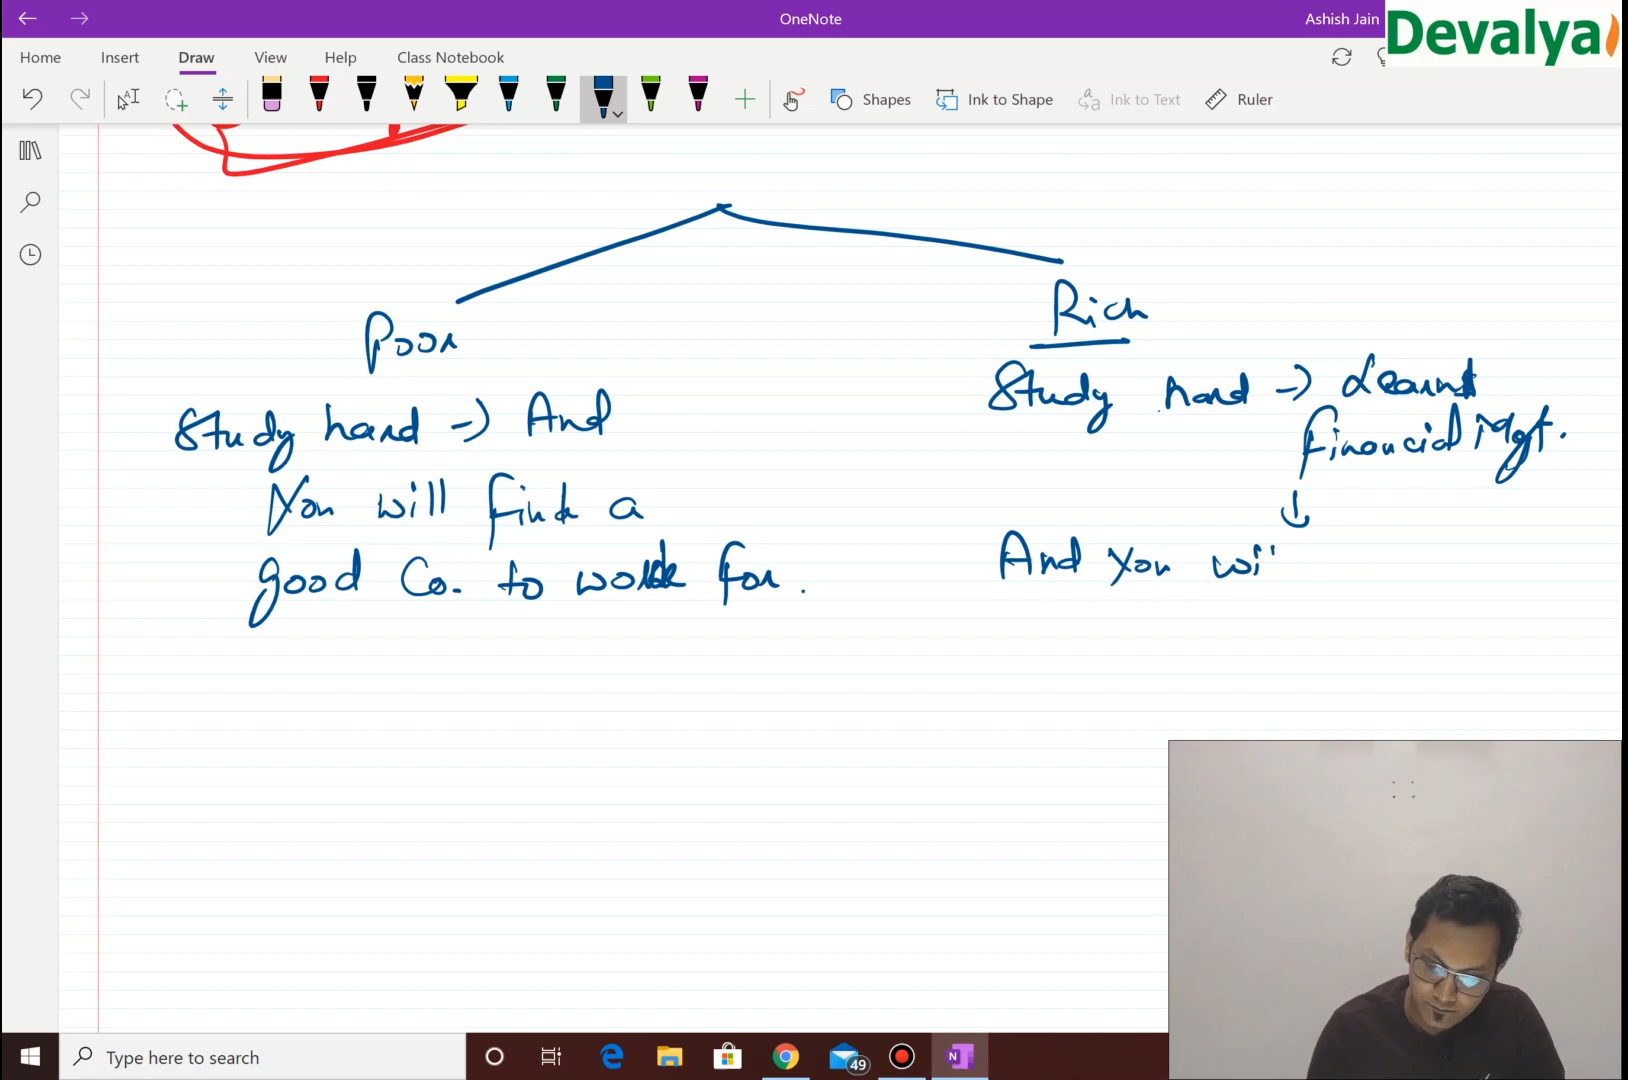 OneNote
Ashish Jain
Devalya
Home Insert Draw View Help Class Notebook
Shapes Ink to Shape Ink to Text Ruler
Poor
Study hard -> And
You will find a
good Co. to work for.
Rich
Study hard -> Learn
Financial Mgt.
And you wi
Type here to search
49
N